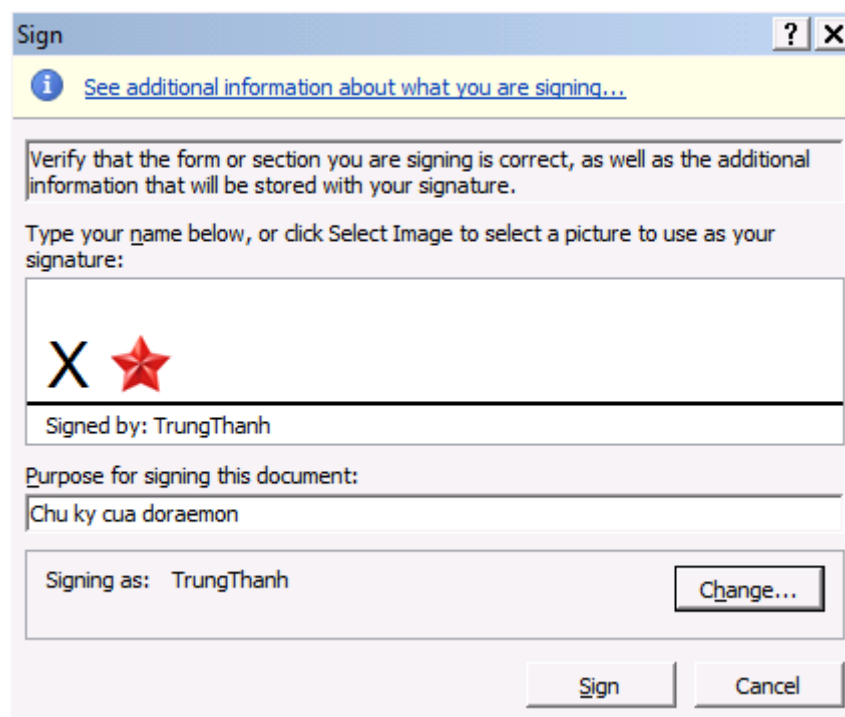 Sign
See additional information about what you are signing...
Verify that the form or section you are signing is correct, as well as the additional
information that will be stored with your signature.
Type your name below, or click Select Image to select a picture to use as your
signature:
X
Signed by: TrungThanh
Purpose for signing this document:
Chu ky cua doraemon
Signing as: TrungThanh
Change...
Sign Cancel